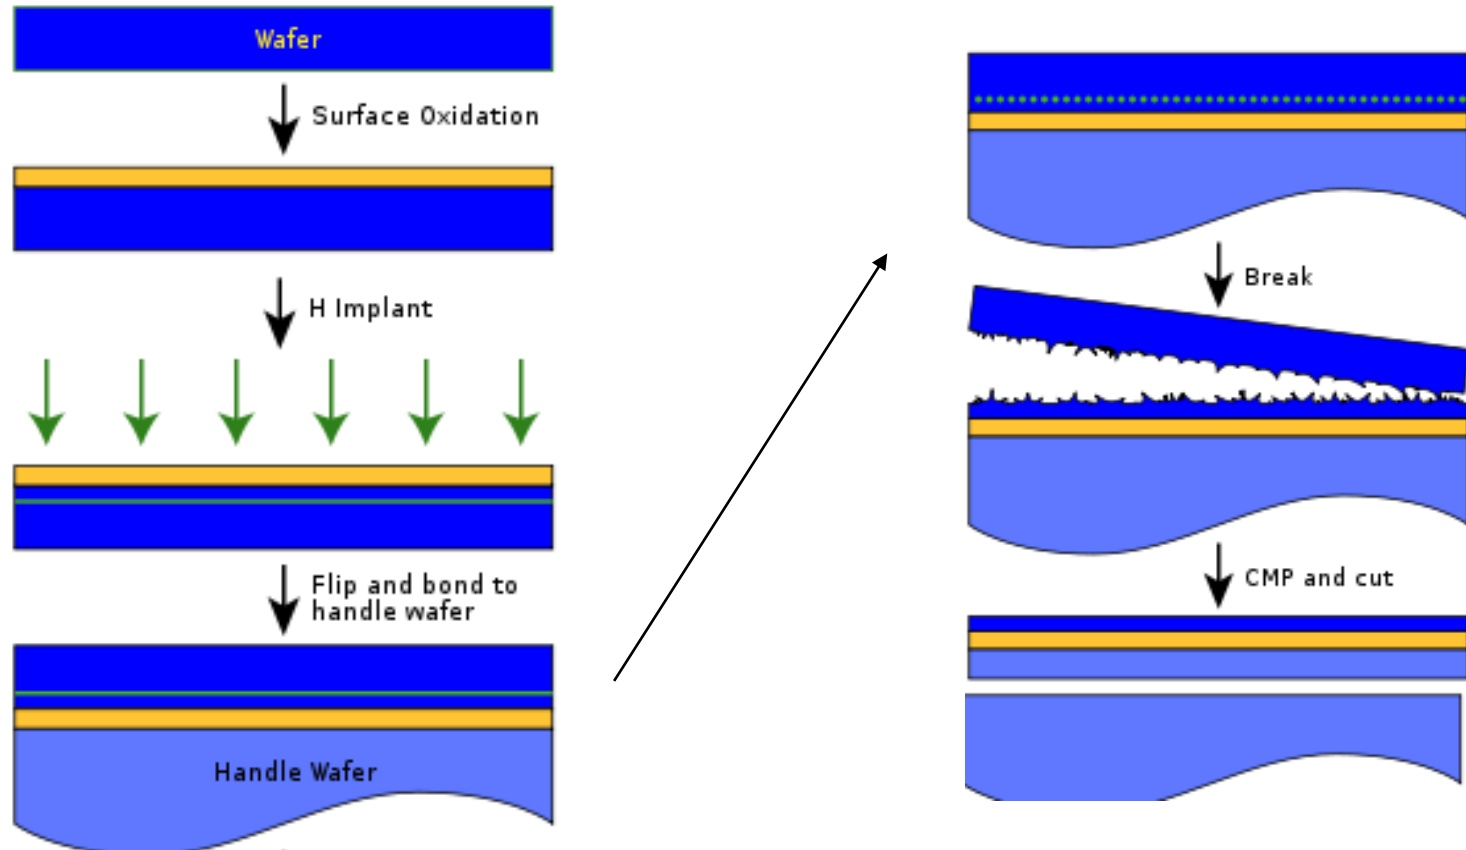 Wafer
Surface Oxidation
H Implant
Flip and bond to
handle wafer
Handle Wafer
Break
CMP and cut